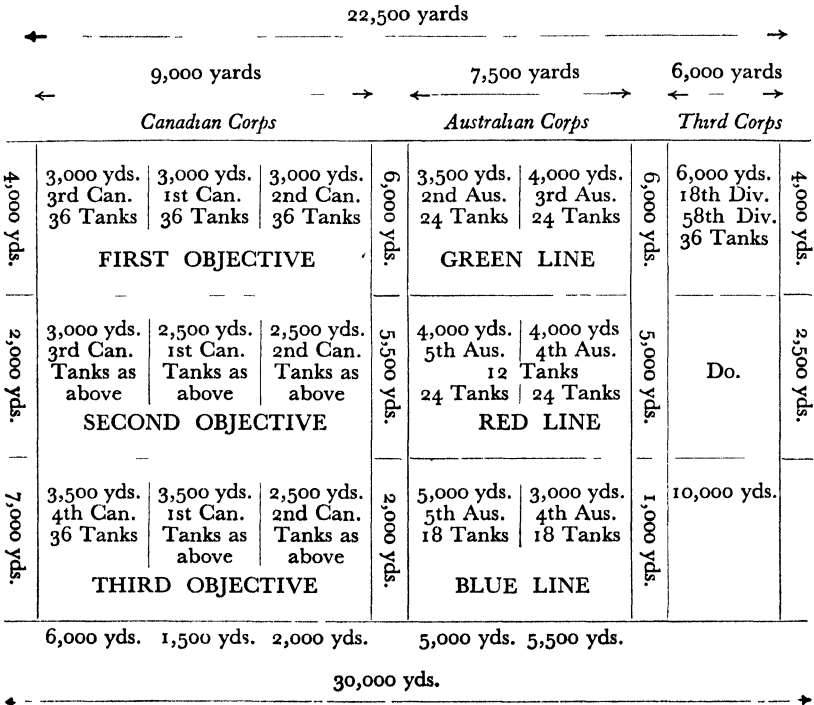 22,500 yards
9,000 yards 7,500 yards 6,000 yards
Canadian Corps Australian Corps Third Corps
4,000 yds. 3,000 yds. 3,000 yds. 3,000 yds. 6,000 yds. 3,500 yds. 4,000 yds. 6,000 yds. 6,000 yds. 4,000 yds.
3rd Can. 1st Can. 2nd Can. 2nd Aus. 3rd Aus. 18th Div.
36 Tanks 36 Tanks 36 Tanks 24 Tanks 24 Tanks 58th Div.
36 Tanks
FIRST OBJECTIVE GREEN LINE
2,000 yds. 3,000 yds. 2,500 yds. 2,500 yds. 5,500 yds. 4,000 yds. 4,000 yds 5,000 yds. 2,500 yds.
3rd Can. 1st Can. 2nd Can. 5th Aus. 4th Aus.
Tanks as Tanks as Tanks as 12 Tanks Do.
above above above 24 Tanks 24 Tanks
SECOND OBJECTIVE RED LINE
7,000 yds. 3,500 yds. 3,500 yds. 2,500 yds. 2,000 yds. 5,000 yds. 3,000 yds. 1,000 yds. 10,000 yds.
4th Can. 1st Can. 2nd Can. 5th Aus. 4th Aus.
36 Tanks Tanks as Tanks as 18 Tanks 18 Tanks
above above
THIRD OBJECTIVE BLUE LINE
6,000 yds. 1,500 yds. 2,000 yds. 5,000 yds. 5,500 yds.
30,000 yds.